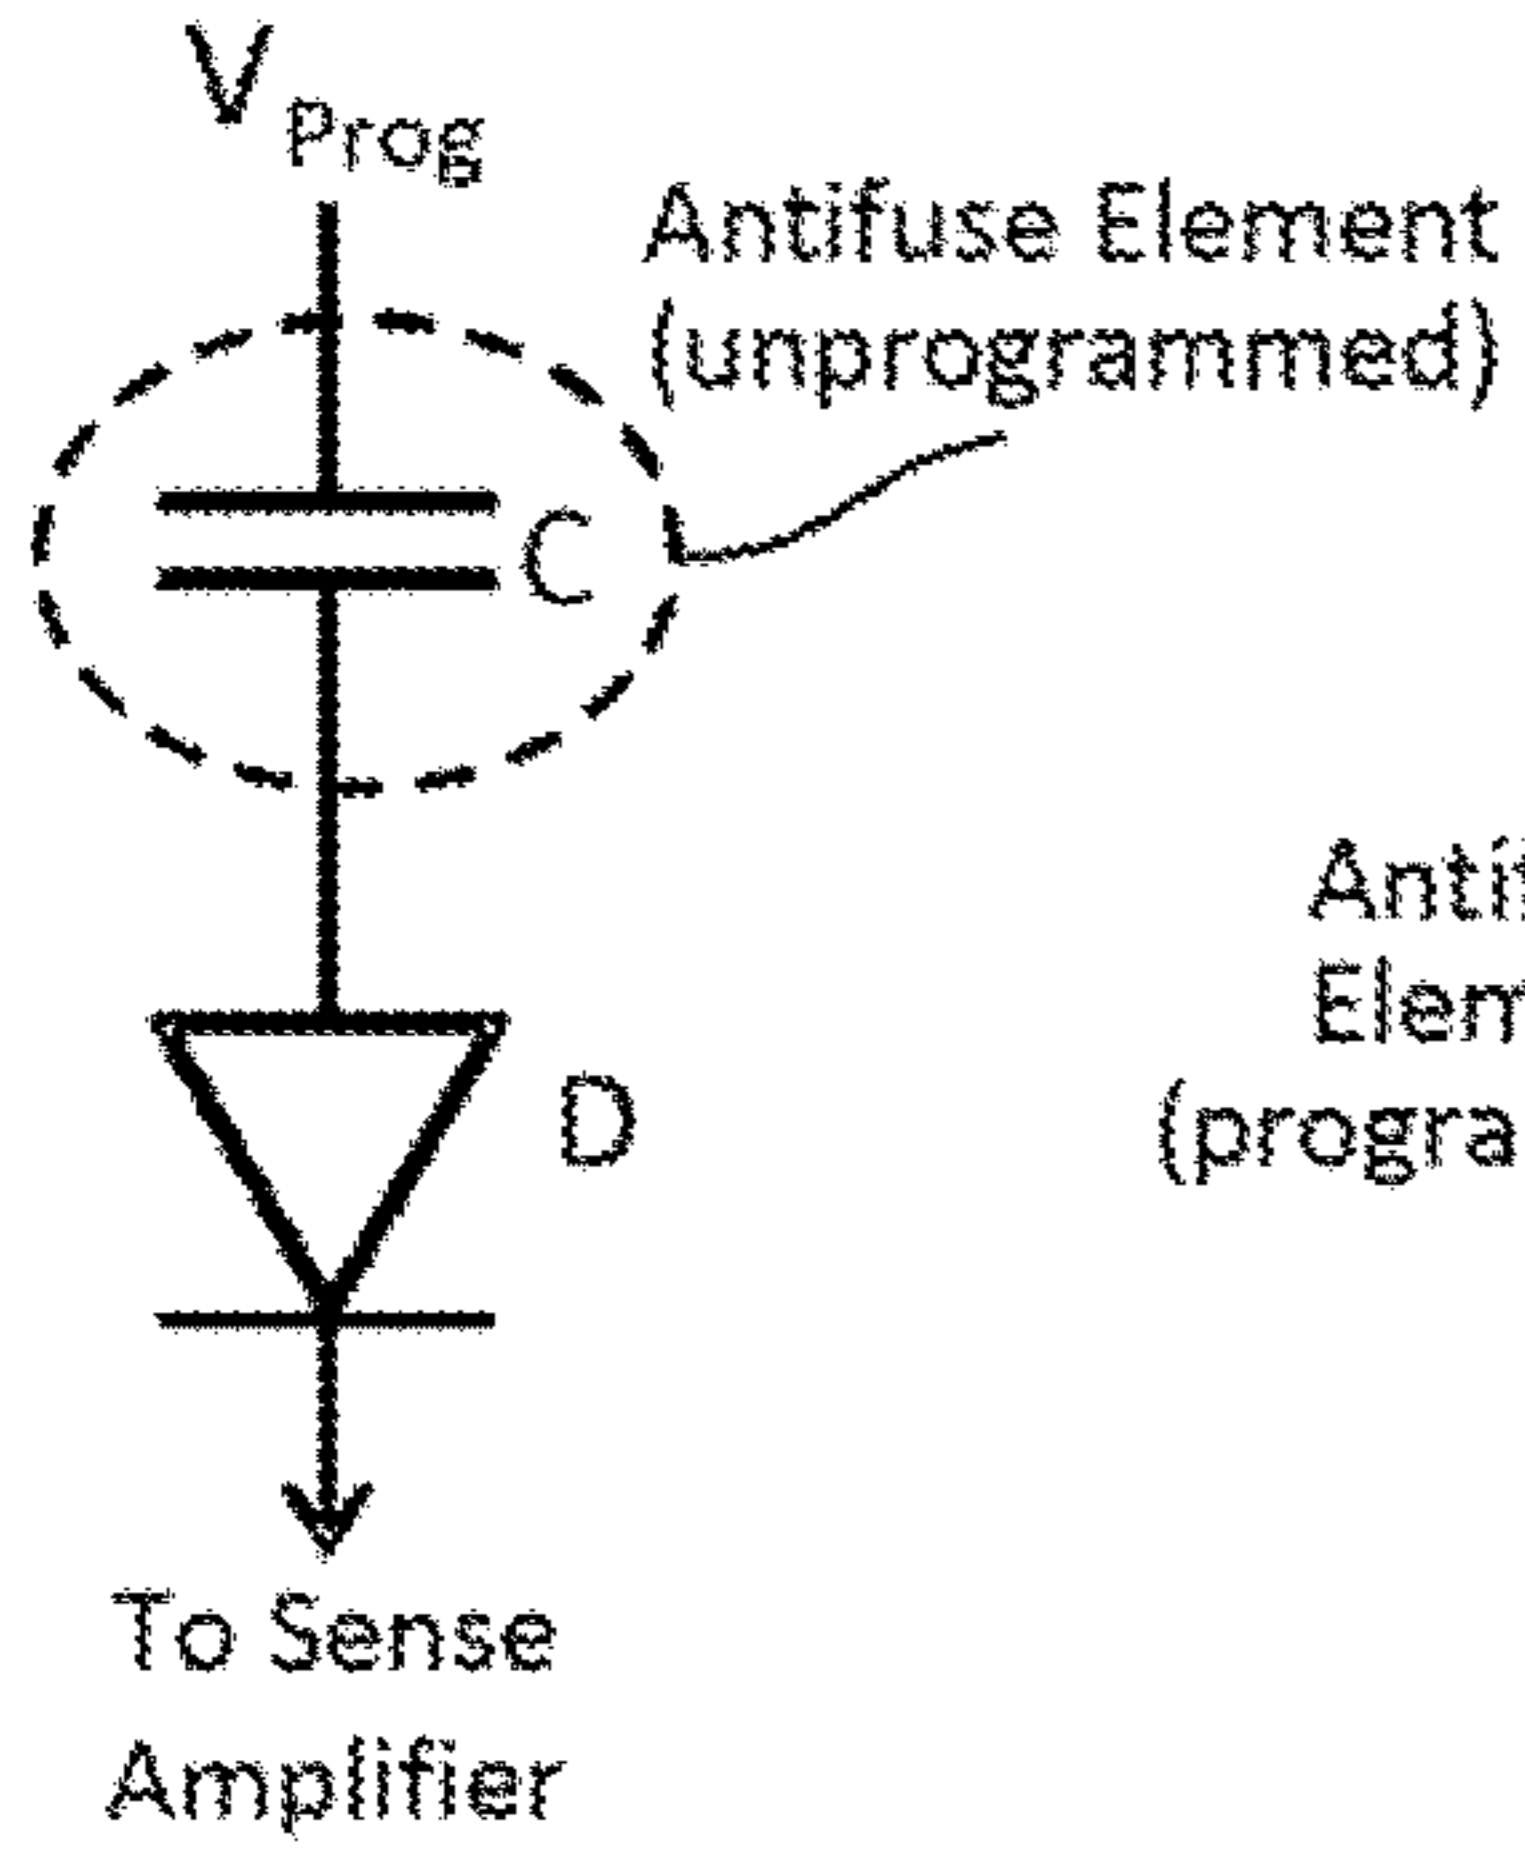 V Prog
Antifuse Element
(unprogrammed)
C
D
To Sense
Amplifier